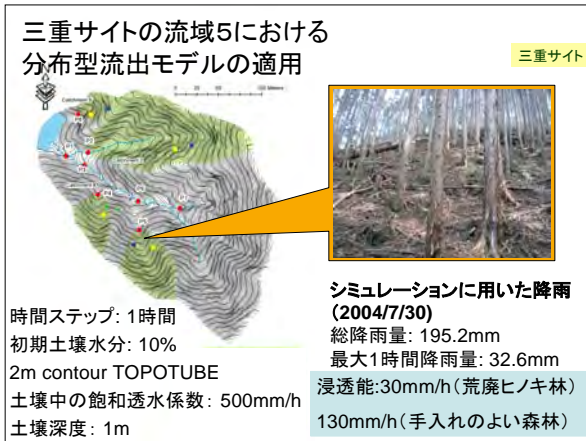 三重サイトの流域5における
分布型流出モデルの適用
三重サイト
時間ステップ: 1時間
初期土壌水分: 10%
2m contour TOPOTUBE
土壌中の飽和透水係数: 500mm/h
土壌深度: 1m
シミュレーションに用いた降雨
(2004/7/30)
総降雨量: 195.2mm
最大1時間降雨量: 32.6mm
浸透能:30mm/h(荒廃ヒノキ林)
130mm/h(手入れのよい森林)